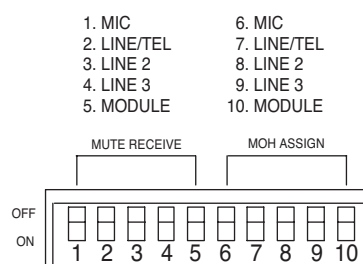 1. MIC
2. LINE/TEL
3. LINE 2
4. LINE 3
5. MODULE
6. MIC
7. LINE/TEL
8. LINE 2
9. LINE 3
10. MODULE
MUTE RECEIVE
MOH ASSIGN
OFF
ON
1 2 3 4 5 6 7 8 9 10